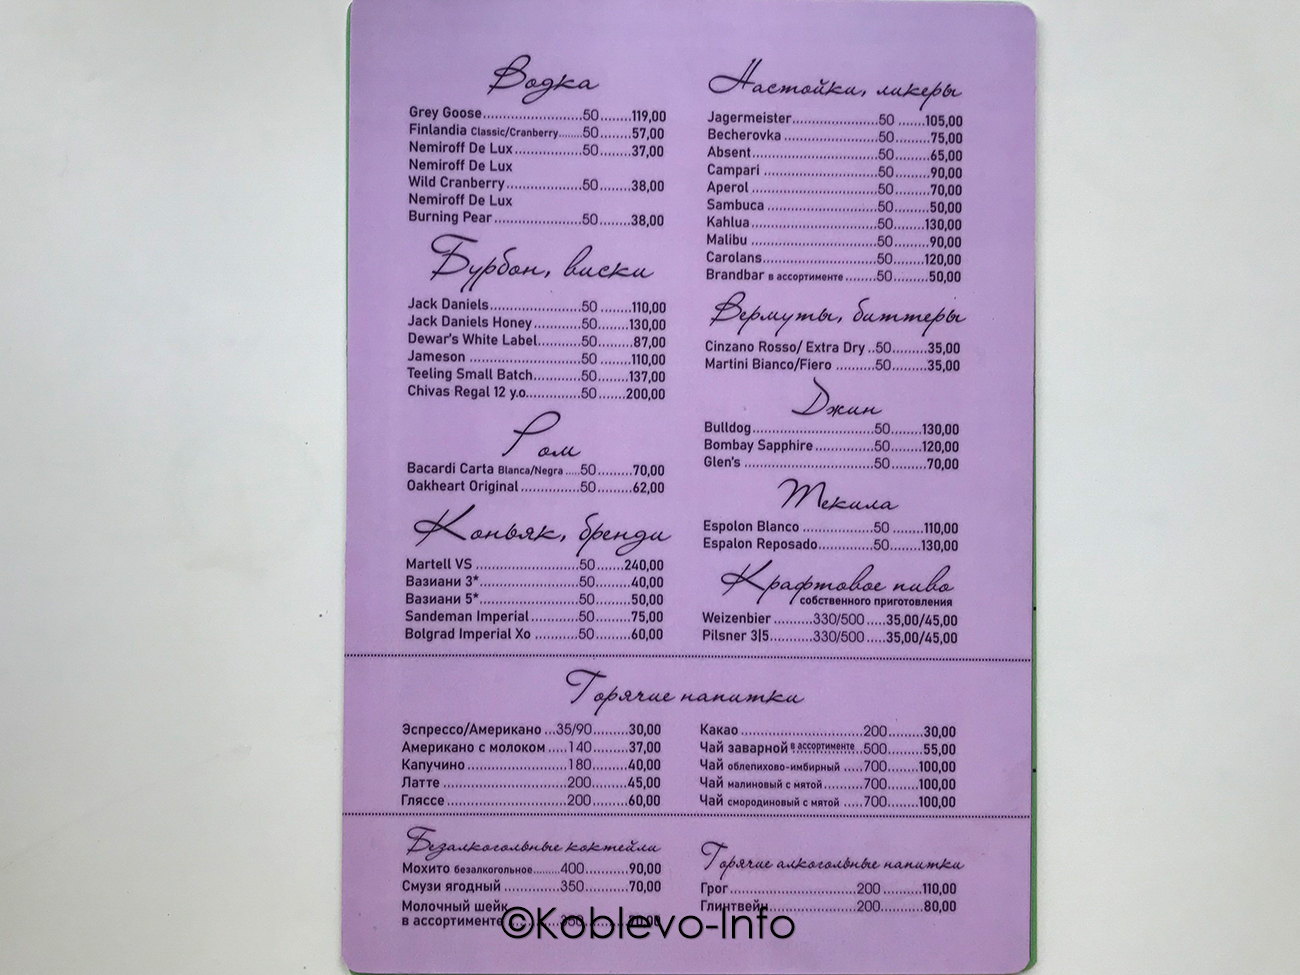 Водка
Grey Goose.......................50.......119,00
Finlandia Classic/Cranberry........50........57,00
Nemiroff De Lux................50........37,00
Nemiroff De Lux
Wild Cranberry..................50........38,00
Nemiroff De Lux
Burning Pear....................50........38,00
Бурбон, виски
Jack Daniels.....................50.......110,00
Jack Daniels Honey............50.......130,00
Dewar's White Label..........50.........87,00
Jameson.........................50.......110,00
Teeling Small Batch...........50.......137,00
Chivas Regal 12 y.o.............50.......200,00
Ром
Bacardi Carta Blanca/Negra.....50.........70,00
Oakheart Original..............50.........62,00
Коньяк, бренди
Martell VS........................50.......240,00
Вазиани 3*.......................50.........40,00
Вазиани 5*.......................50.........50,00
Sandeman Imperial............50.........75,00
Bolgrad Imperial Xo..........50.........60,00
Настойки, ликеры
Jagermeister....................50.......105,00
Becherovka.....................50.........75,00
Absent............................50.........65,00
Campari..........................50.........90,00
Aperol............................50.........70,00
Sambuca.........................50.........50,00
Kahlua............................50........130,00
Malibu............................50.........90,00
Carolans..........................50........120,00
Brandbar в ассортименте........50.........50,00
Вермуты, биттеры
Cinzano Rosso/ Extra Dry..50.........35,00
Martini Bianco/Fiero.........50.........35,00
Джин
Bulldog............................50.......130,00
Bombay Sapphire.............50.......120,00
Glen's.............................50.........70,00
Текила
Espolon Blanco................50.......110,00
Espalon Reposado.............50........130,00
Крафтовое пиво
собственного приготовления
Weizenbier.........330/500.....35,00/45,00
Pilsner 3|5..........330/500.....35,00/45,00
Горячие напитки
Эспрессо/Американо...35/90.........30,00
Американо с молоком.....140.........37,00
Капучино.......................180.........40,00
Латте............................200.........45,00
Гляссе...........................200.........60,00
Какао............................200.........30,00
Чай заварной в ассортименте..500........55,00
Чай облепихово-имбирный.....700.......100,00
Чай малиновый с мятой.........700.......100,00
Чай смородиновый с мятой.....700.......100,00
Безалкогольные коктейли
Мохито безалкогольное.........400..........90,00
Смузи ягодный............350..........70,00
Молочный шейк
в ассортименте
Горячие алкогольные напитки
Грог..............................200.......110,00
Глинтвейн.....................200.........80,00
©Koblevo-Info